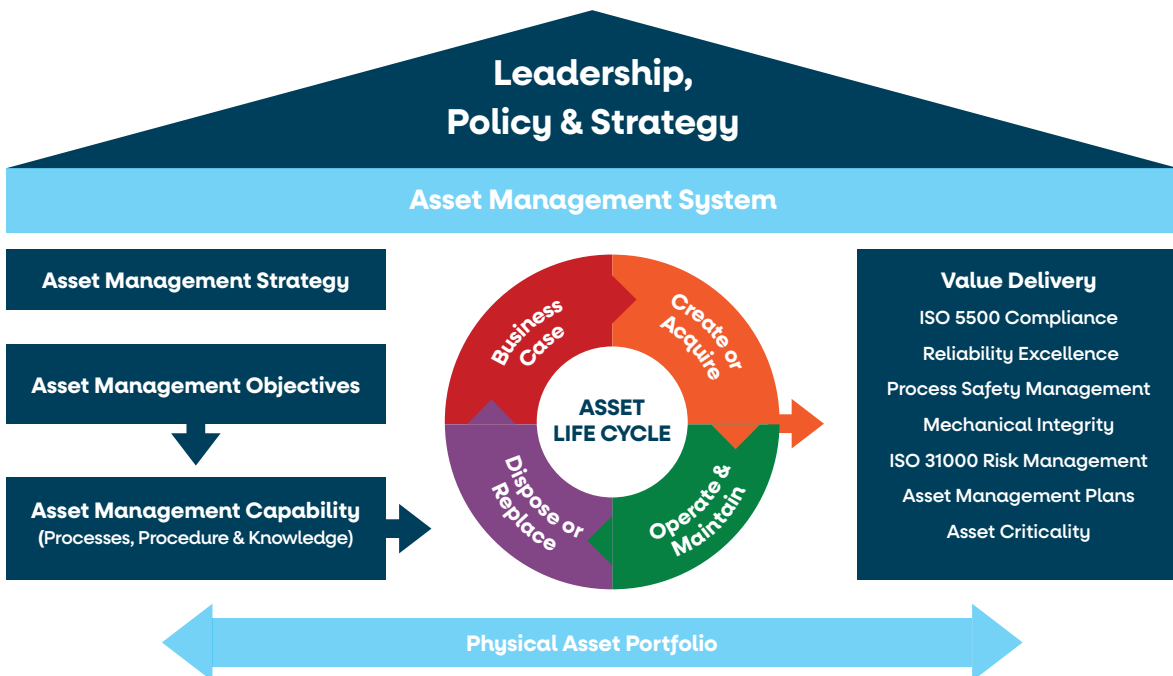 Leadership,
Policy & Strategy
Asset Management System
Asset Management Strategy
Asset Management Objectives
Asset Management Capability
(Processes, Procedure & Knowledge)
Business
Case
Create or
Acquire
ASSET
LIFE CYCLE
Dispose or
Replace
Operate &
Maintain
Value Delivery
ISO 5500 Compliance
Reliability Excellence
Process Safety Management
Mechanical Integrity
ISO 31000 Risk Management
Asset Management Plans
Asset Criticality
Physical Asset Portfolio